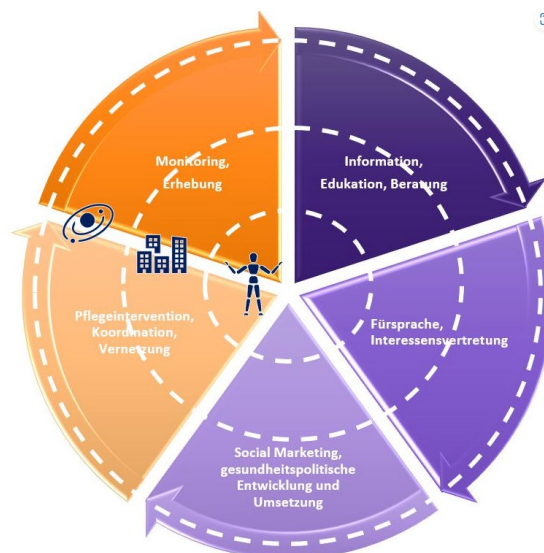 Monitoring,
Erhebung
Information,
Edukation, Beratung
Pflegeintervention,
Koordination,
Vernetzung
Fürsprache,
Interessensvertretung
Social Marketing,
gesundheitspolitische
Entwicklung und
Umsetzung